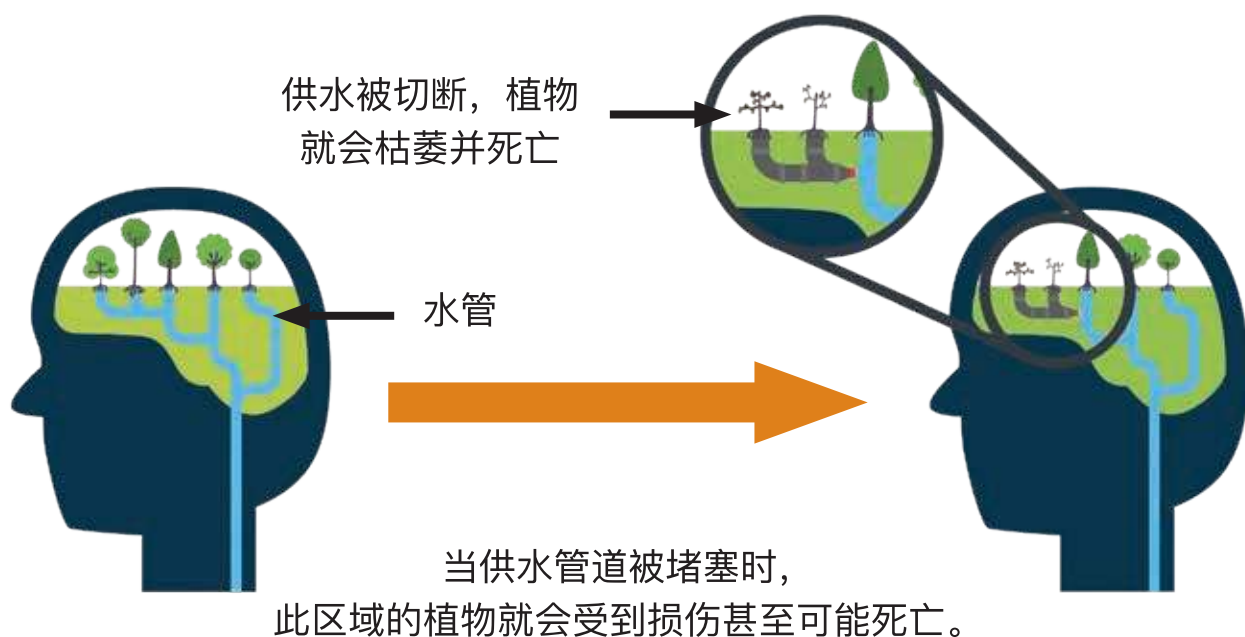 供水被切断，植物
就会枯萎并死亡
水管
当供水管道被堵塞时，
此区域的植物就会受到损伤甚至可能死亡。